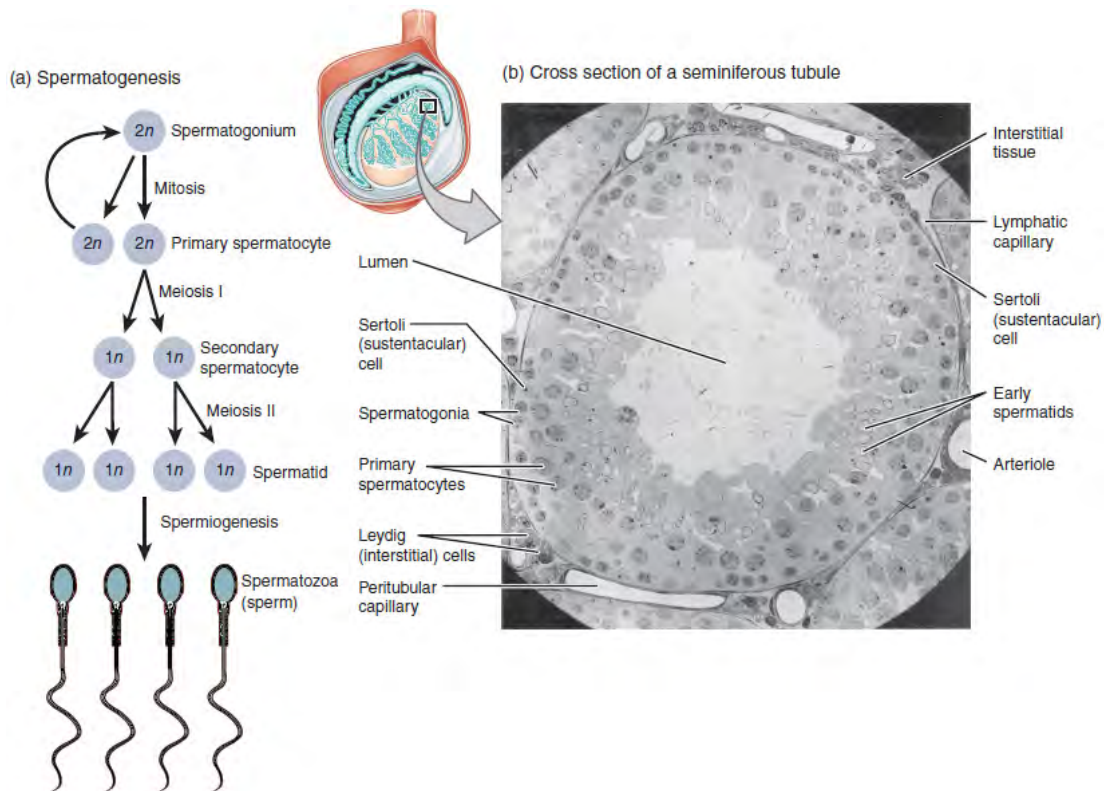 (a) Spermatogenesis
2n
Spermatogonium
Mitosis
2n
2n
Primary spermatocyte
Meiosis I
1n
1n
Secondary
spermatocyte
Meiosis II
1n
1n
1n
1n
Spermatid
Spermiogenesis
Spermatozoa
(sperm)
(b) Cross section of a seminiferous tubule
Lumen
Sertoli
(sustentacular)
cell
Spermatogonia
Primary
spermatocytes
Leydig
(interstitial) cells
Peritubular
capillary
Interstitial
tissue
Lymphatic
capillary
Sertoli
(sustentacular)
cell
Early
spermatids
Arteriole